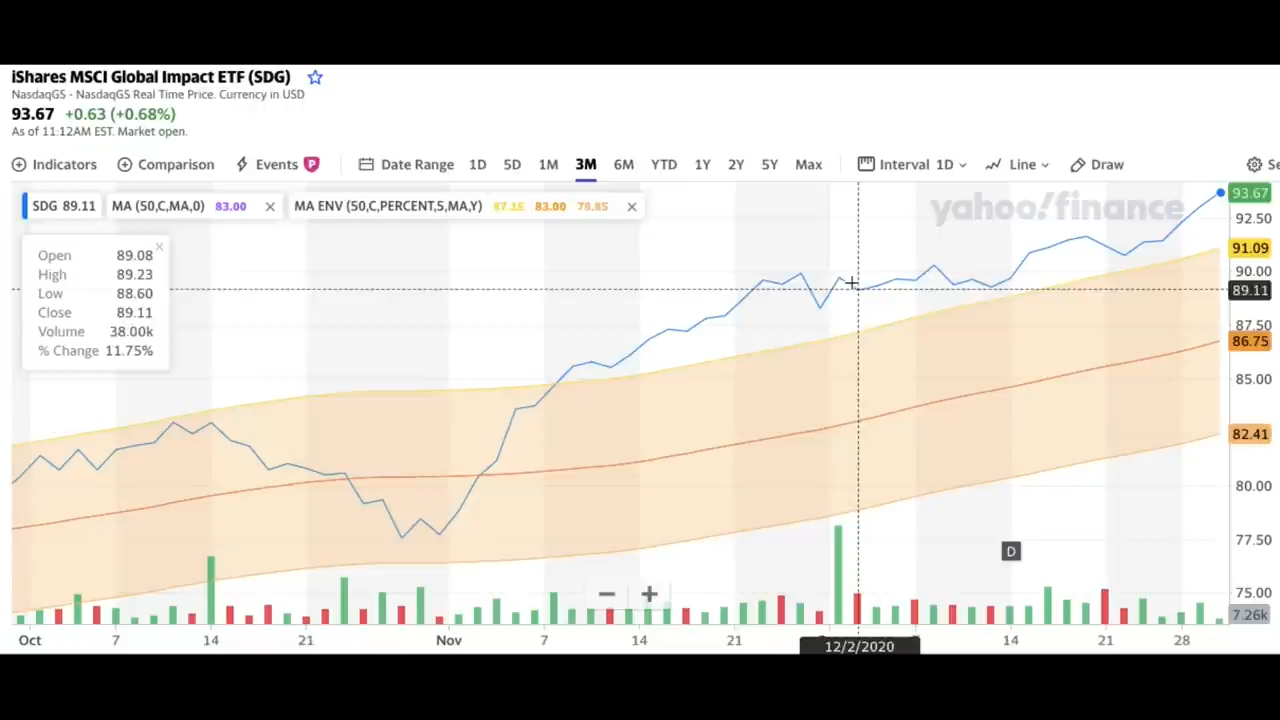 iShares MSCI Global Impact ETF (SDG)
NasdaqGS - NasdaqGS Real Time Price. Currency in USD
93.67 +0.63 (+0.68%)
As of 11:12AM EST. Market open.
Indicators Comparison Events P Date Range 1D 5D 1M 3M 6M YTD 1Y 2Y 5Y Max Interval 1D Line Draw Se
SDG 89.11 MA (50,C,MA,0) 83.00 MA ENV (50,C,PERCENT,5,MA,Y) 87.15 83.00 78.85
yahoo!finance
Open 89.08
High 89.23
Low 88.60
Close 89.11
Volume 38.00k
% Change 11.75%
93.67
92.50
91.09
90.00
89.11
87.50
86.75
85.00
82.41
80.00
77.50
75.00
7.26k
D
Oct 7 14 21 Nov 7 14 21 14 21 28
12/2/2020